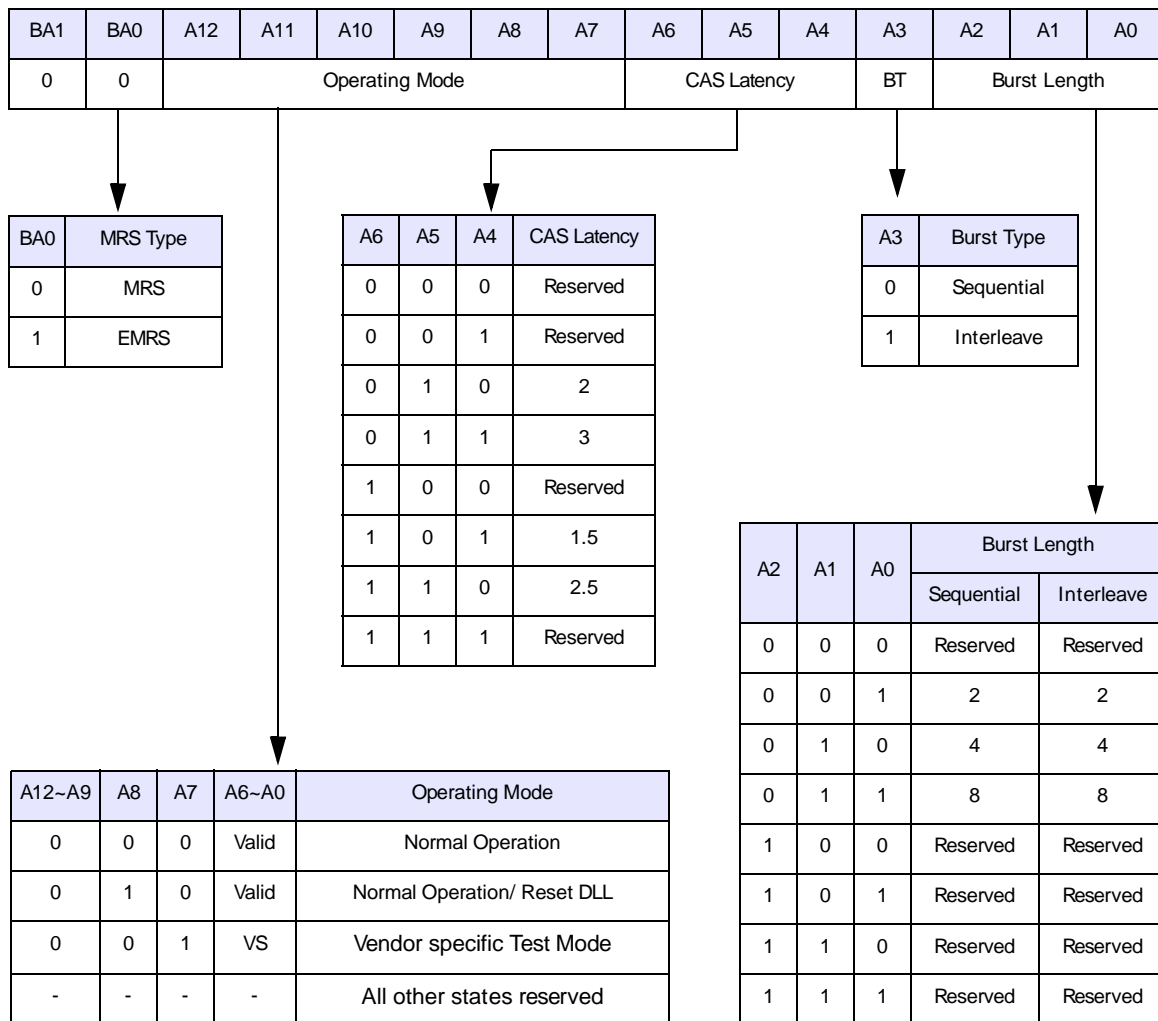 BA1 BA0 A12 A11 A10 A9 A8 A7 A6 A5 A4 A3 A2 A1 A0
0 0 Operating Mode CAS Latency BT Burst Length
BA0 MRS Type
0 MRS
1 EMRS
A6 A5 A4 CAS Latency
0 0 0 Reserved
0 0 1 Reserved
0 1 0 2
0 1 1 3
1 0 0 Reserved
1 0 1 1.5
1 1 0 2.5
1 1 1 Reserved
A3 Burst Type
0 Sequential
1 Interleave
A2 A1 A0 Burst Length
Sequential Interleave
0 0 0 Reserved Reserved
0 0 1 2 2
0 1 0 4 4
0 1 1 8 8
1 0 0 Reserved Reserved
1 0 1 Reserved Reserved
1 1 0 Reserved Reserved
1 1 1 Reserved Reserved
A12~A9 A8 A7 A6~A0 Operating Mode
0 0 0 Valid Normal Operation
0 1 0 Valid Normal Operation/ Reset DLL
0 0 1 VS Vendor specific Test Mode
- - - - All other states reserved